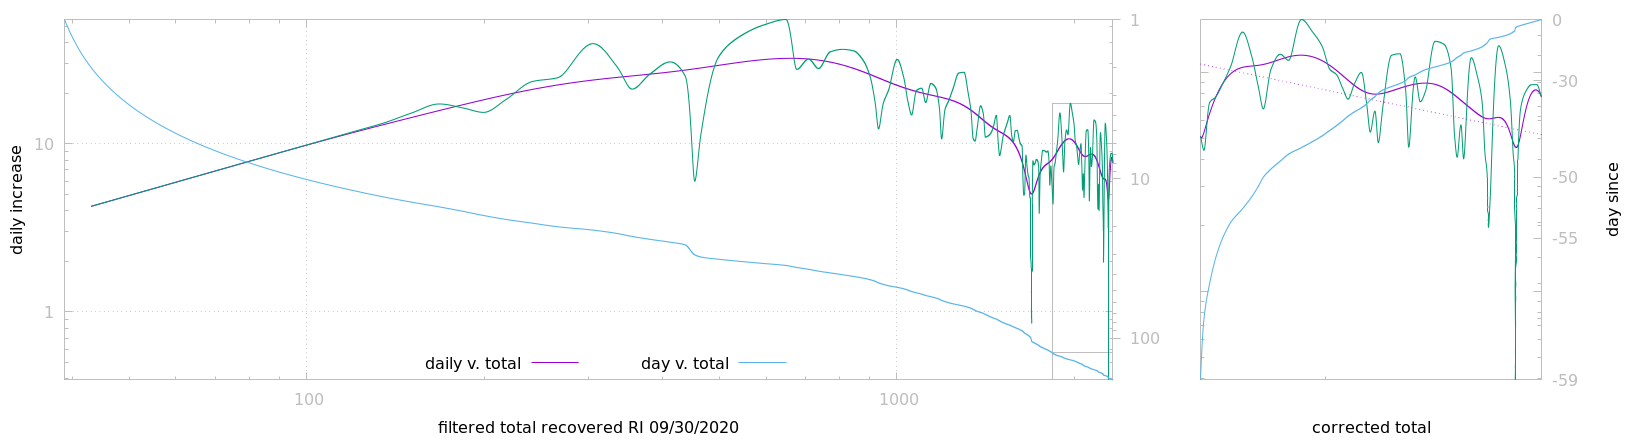 daily increase
10
1
1
10
100
daily v. total
day v. total
100
1000
filtered total recovered RI 09/30/2020
0
-30
-50
-55
-59
day since
corrected total